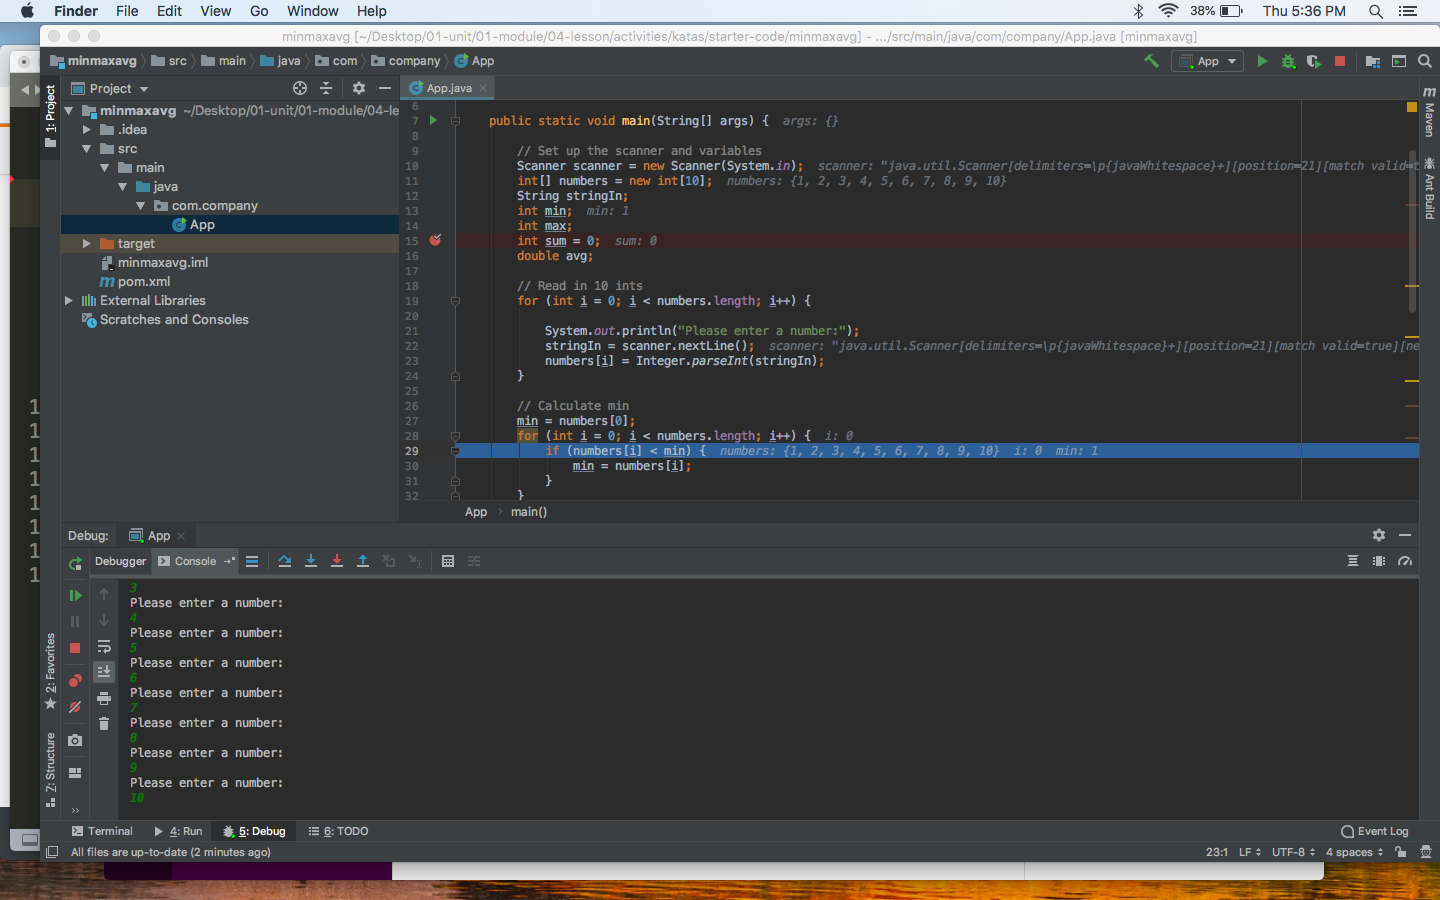 Finder File Edit View Go Window Help 38% Thu 5:36 PM
minmaxavg [~/Desktop/01-unit/01-module/04-lesson/activities/katas/starter-code/minmaxavg] - .../src/main/java/com/company/App.java [minmaxavg]
minmaxavg src main java com company App App
Project App.java
1: Project
minmaxavg ~/Desktop/01-unit/01-module/04-le
.idea
src
main
java
com.company
App
target
minmaxavg.iml
pom.xml
External Libraries
Scratches and Consoles
6
7 public static void main(String[] args) { args: {}
8
9 // Set up the scanner and variables
10 Scanner scanner = new Scanner(System.in); scanner: "java.util.Scanner[delimiters=\p{javaWhitespace}+][position=21][match valid=t
11 int[] numbers = new int[10]; numbers: {1, 2, 3, 4, 5, 6, 7, 8, 9, 10}
12 String stringIn;
13 int min; min: 1
14 int max;
15 int sum = 0; sum: 0
16 double avg;
17
18 // Read in 10 ints
19 for (int i = 0; i < numbers.length; i++) {
20
21 System.out.println("Please enter a number:");
22 stringIn = scanner.nextLine(); scanner: "java.util.Scanner[delimiters=\p{javaWhitespace}+][position=21][match valid=true][ne
23 numbers[i] = Integer.parseInt(stringIn);
24 }
25
26 // Calculate min
27 min = numbers[0];
28 for (int i = 0; i < numbers.length; i++) { i: 0
29 if (numbers[i] < min) { numbers: {1, 2, 3, 4, 5, 6, 7, 8, 9, 10} i: 0 min: 1
30 min = numbers[i];
31 }
32 }
App main()
Maven
Ant Build
1
1
1
1
1
1
1
1
Debug: App
Debugger Console
3
Please enter a number:
4
Please enter a number:
5
Please enter a number:
6
Please enter a number:
7
Please enter a number:
8
Please enter a number:
9
Please enter a number:
10
2: Favorites
7: Structure
Terminal 4: Run 5: Debug 6: TODO Event Log
All files are up-to-date (2 minutes ago) 23:1 LF UTF-8 4 spaces